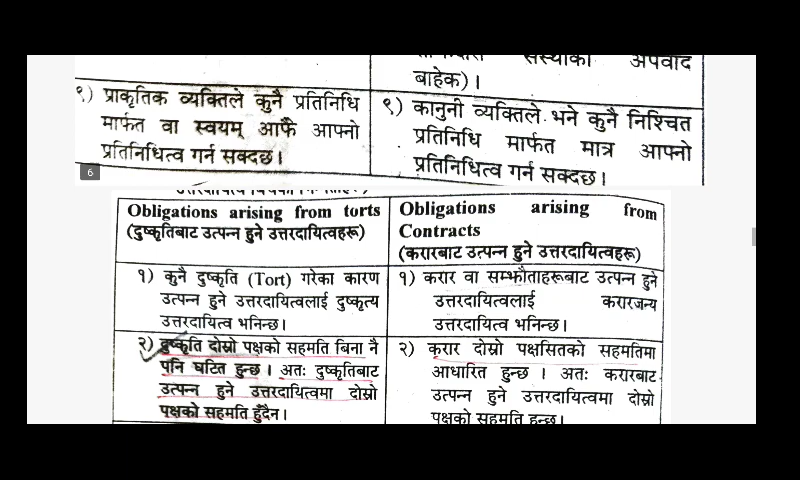 संस्थाको अपवाद
बाहेक)।
९) प्राकृतिक व्यक्तिले कुनै प्रतिनिधि
मार्फत वा स्वयम् आफै आफ्नो
प्रतिनिधित्व गर्न सक्दछ।
९) कानुनी व्यक्तिले भने कुनै निश्चित
प्रतिनिधि मार्फत मात्र आफ्नो
प्रतिनिधित्व गर्न सक्दछ।
6
Obligations arising from torts
(दुष्कृतिबाट उत्पन्न हुने उत्तरदायित्वहरू)
Obligations arising from
Contracts
(करारबाट उत्पन्न हुने उत्तरदायित्वहरू)
१) कुनै दुष्कृति (Tort) गरेका कारण
उत्पन्न हुने उत्तरदायित्वलाई दुष्कृत्य
उत्तरदायित्व भनिन्छ।
१) करार वा सम्झौताहरूबाट उत्पन्न हुने
उत्तरदायित्वलाई करारजन्य
उत्तरदायित्व भनिन्छ।
२) दुष्कृति दोस्रो पक्षको सहमति बिना नै
पनि घटित हुन्छ । अतः दुष्कृतिबाट
उत्पन्न हुने उत्तरदायित्वमा दोस्रो
पक्षको सहमति हुँदैन।
२) करार दोस्रो पक्षसितको सहमतिमा
आधारित हुन्छ । अतः करारबाट
उत्पन्न हुने उत्तरदायित्वमा दोस्रो
पक्षको सहमति हुन्छ।